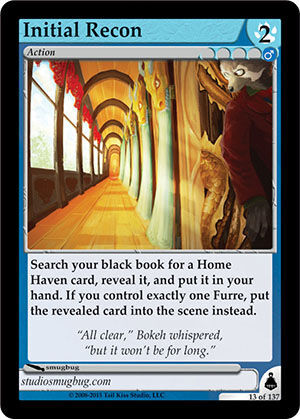 Initial Recon
2
Action
Search your black book for a Home
Haven card, reveal it, and put it in your
hand. If you control exactly one Furre, put
the revealed card into the scene instead.
“All clear,” Bokeh whispered,
“but it won't be for long.”
smugbug
studiosmugbug.com
© 2008-2015 Tail Kiss Studio, LLC
13 of 137